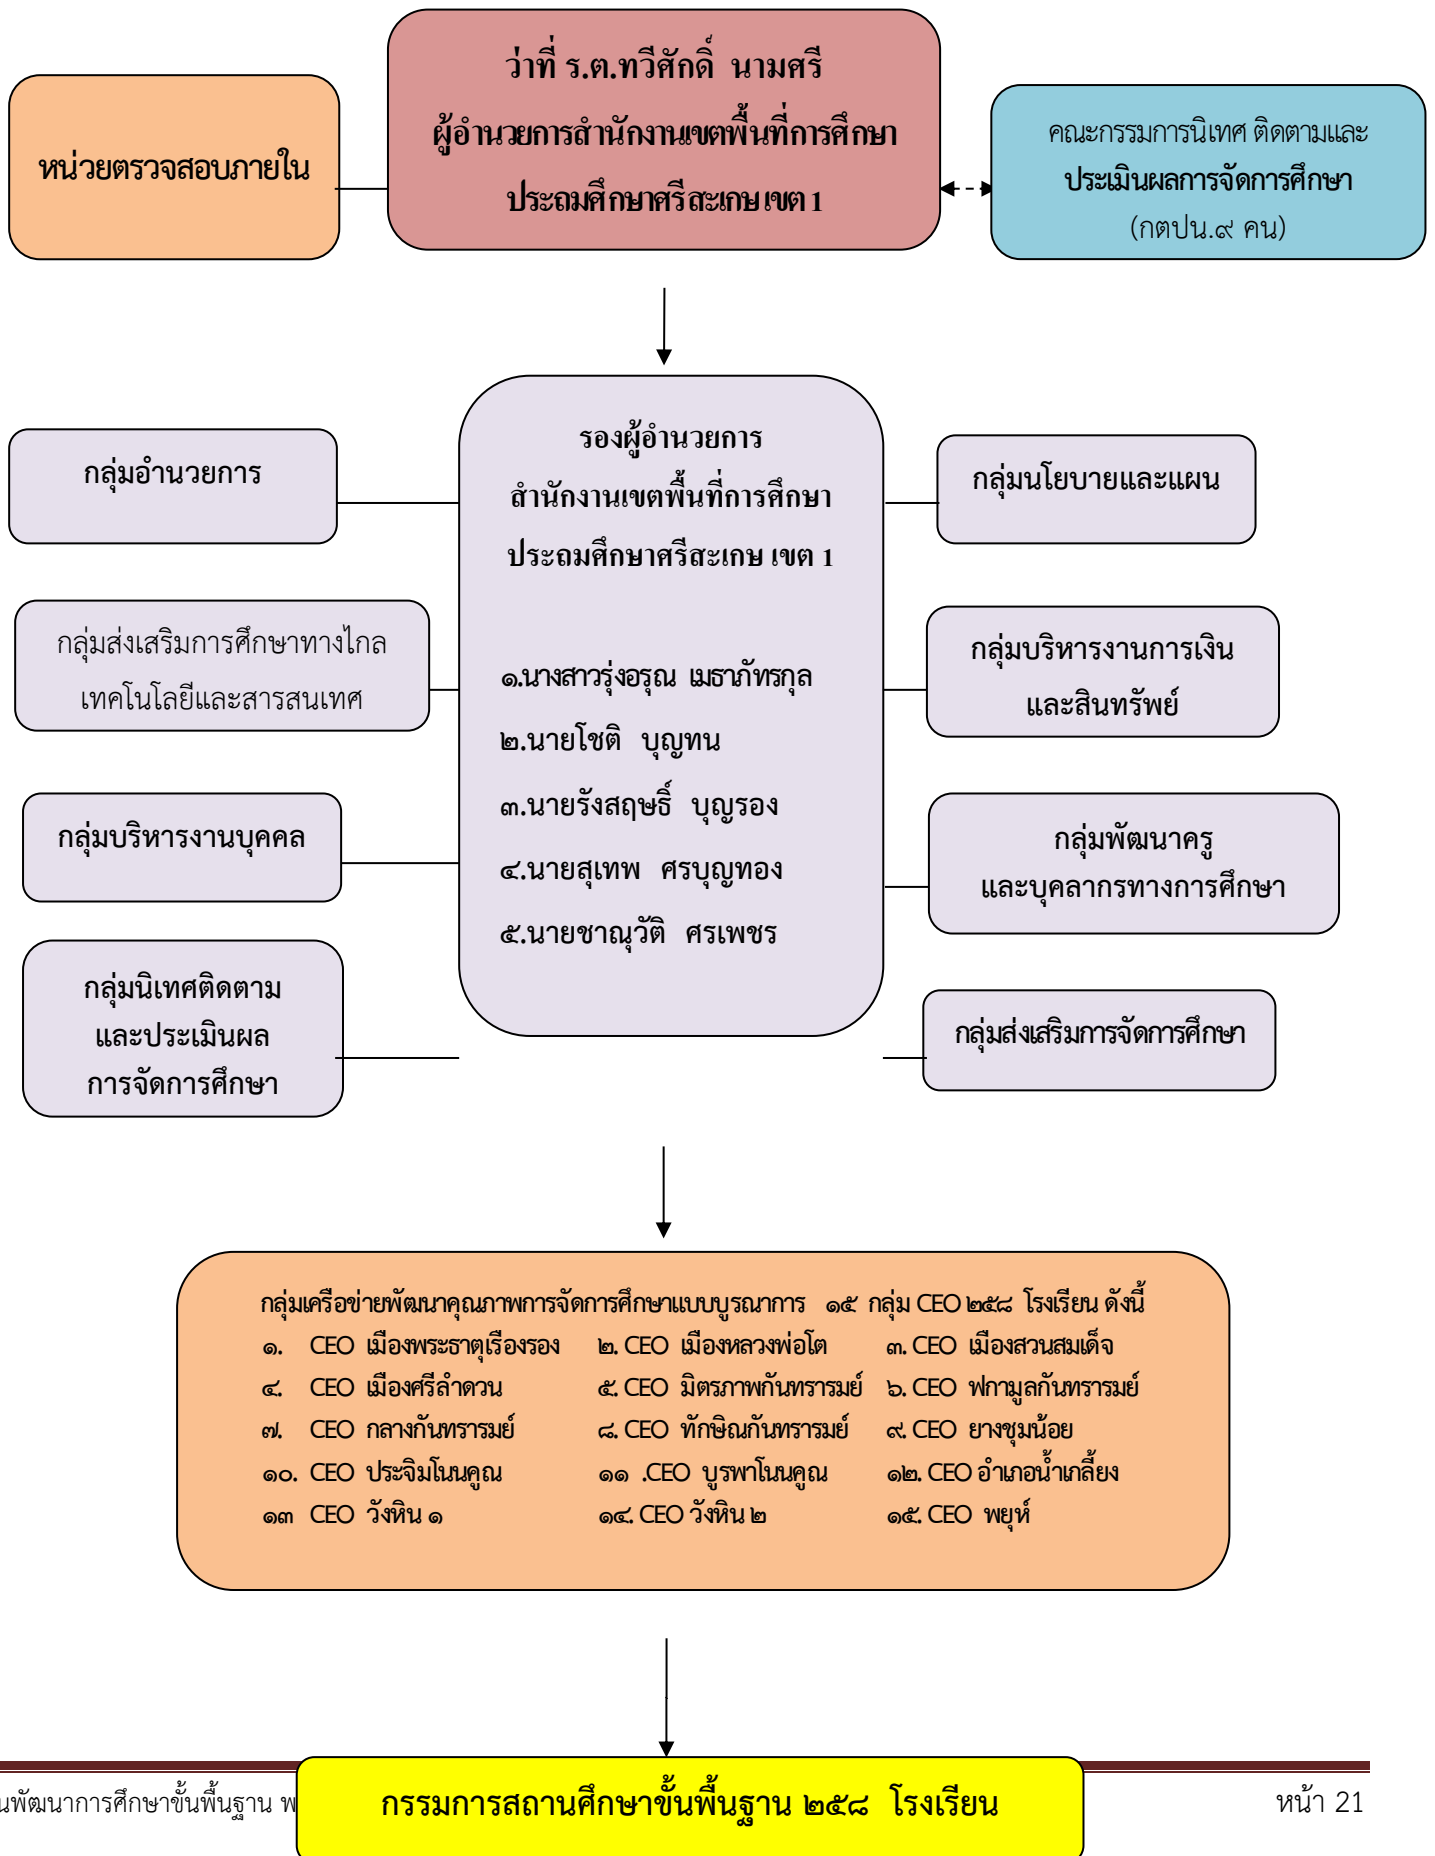 ว่าที่ ร.ต.ทวีศักดิ์ นามศรี
ผู้อำนวยการสำนักงานเขตพื้นที่การศึกษา
ประถมศึกษาศรีสะเกษ เขต 1
หน่วยตรวจสอบภายใน
คณะกรรมการนิเทศ ติดตามและ
ประเมินผลการจัดการศึกษา
(กตปน.๙ คน)
รองผู้อำนวยการ
สำนักงานเขตพื้นที่การศึกษา
ประถมศึกษาศรีสะเกษ เขต 1
๑.นางสาวรุ่งอรุณ เมธาภัทรกุล
๒.นายโชติ บุญทน
๓.นายรังสฤษธิ์ บุญรอง
๔.นายสุเทพ ศรบุญทอง
๕.นายชาณุวัติ ศรเพชร
กลุ่มอำนวยการ
กลุ่มส่งเสริมการศึกษาทางไกล
เทคโนโลยีและสารสนเทศ
กลุ่มบริหารงานบุคคล
กลุ่มนิเทศติดตาม
และประเมินผล
การจัดการศึกษา
กลุ่มนโยบายและแผน
กลุ่มบริหารงานการเงิน
และสินทรัพย์
กลุ่มพัฒนาครู
และบุคลากรทางการศึกษา
กลุ่มส่งเสริมการจัดการศึกษา
กลุ่มเครือข่ายพัฒนาคุณภาพการจัดการศึกษาแบบบูรณาการ ๑๕ กลุ่ม CEO ๒๕๘ โรงเรียน ดังนี้
๑. CEO เมืองพระธาตุเรืองรอง ๒. CEO เมืองหลวงพ่อโต ๓. CEO เมืองสวนสมเด็จ
๔. CEO เมืองศรีลำดวน ๕. CEO มิตรภาพกันทรารมย์ ๖. CEO ฟกามูลกันทรารมย์
๗. CEO กลางกันทรารมย์ ๘. CEO ทักษิณกันทรารมย์ ๙. CEO ยางชุมน้อย
๑๐. CEO ประจิมโนนคูณ ๑๑ .CEO บูรพาโนนคูณ ๑๒. CEO อำเภอน้ำเกลี้ยง
๑๓ CEO วังหิน ๑ ๑๔. CEO วังหิน ๒ ๑๕. CEO พยุห์
กรรมการสถานศึกษาขั้นพื้นฐาน ๒๕๘ โรงเรียน
นพัฒนาการศึกษาขั้นพื้นฐาน พ
หน้า 21